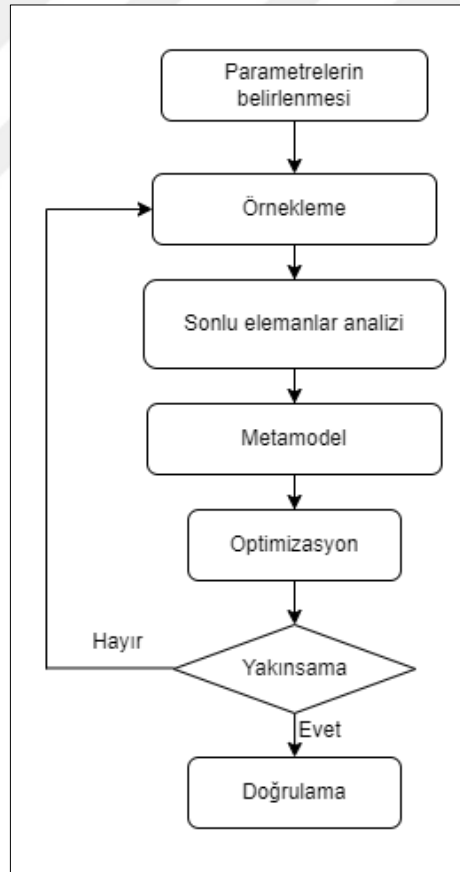 Parametrelerin
belirlenmesi
Örnekleme
Sonlu elemanlar analizi
Metamodel
Optimizasyon
Hayır
Yakınsama
Evet
Doğrulama